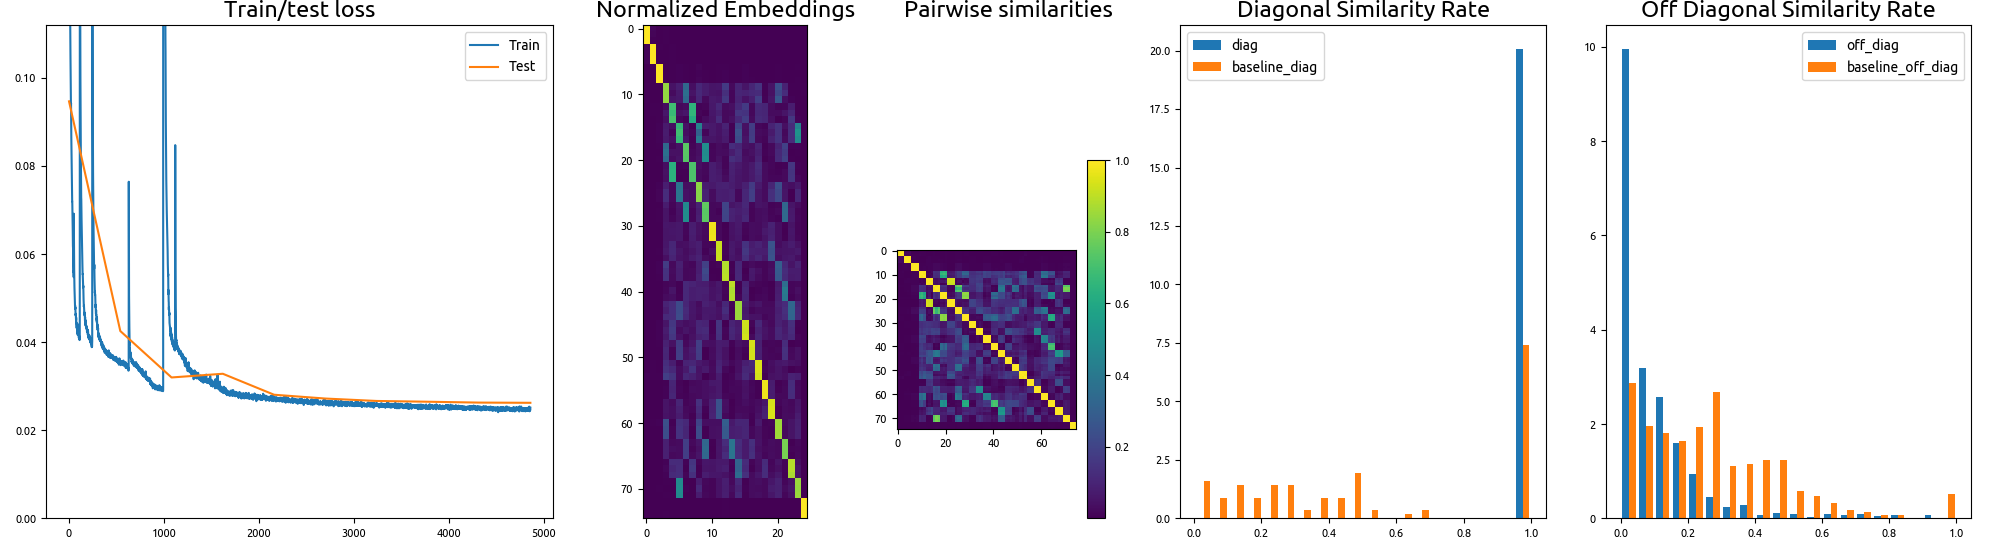 Train/test loss
Train
Test
0.10
0.08
0.06
0.04
0.02
0.00
0 1000 2000 3000 4000 5000
Normalized Embeddings
0
10
20
30
40
50
60
70
0 10 20
Pairwise similarities
0
10
20
30
40
50
60
70
0 20 40 60
1.0
0.8
0.6
0.4
0.2
Diagonal Similarity Rate
diag
baseline_diag
20.0
17.5
15.0
12.5
10.0
7.5
5.0
2.5
0.0
0.0 0.2 0.4 0.6 0.8 1.0
Off Diagonal Similarity Rate
off_diag
baseline_off_diag
10
8
6
4
2
0
0.0 0.2 0.4 0.6 0.8 1.0